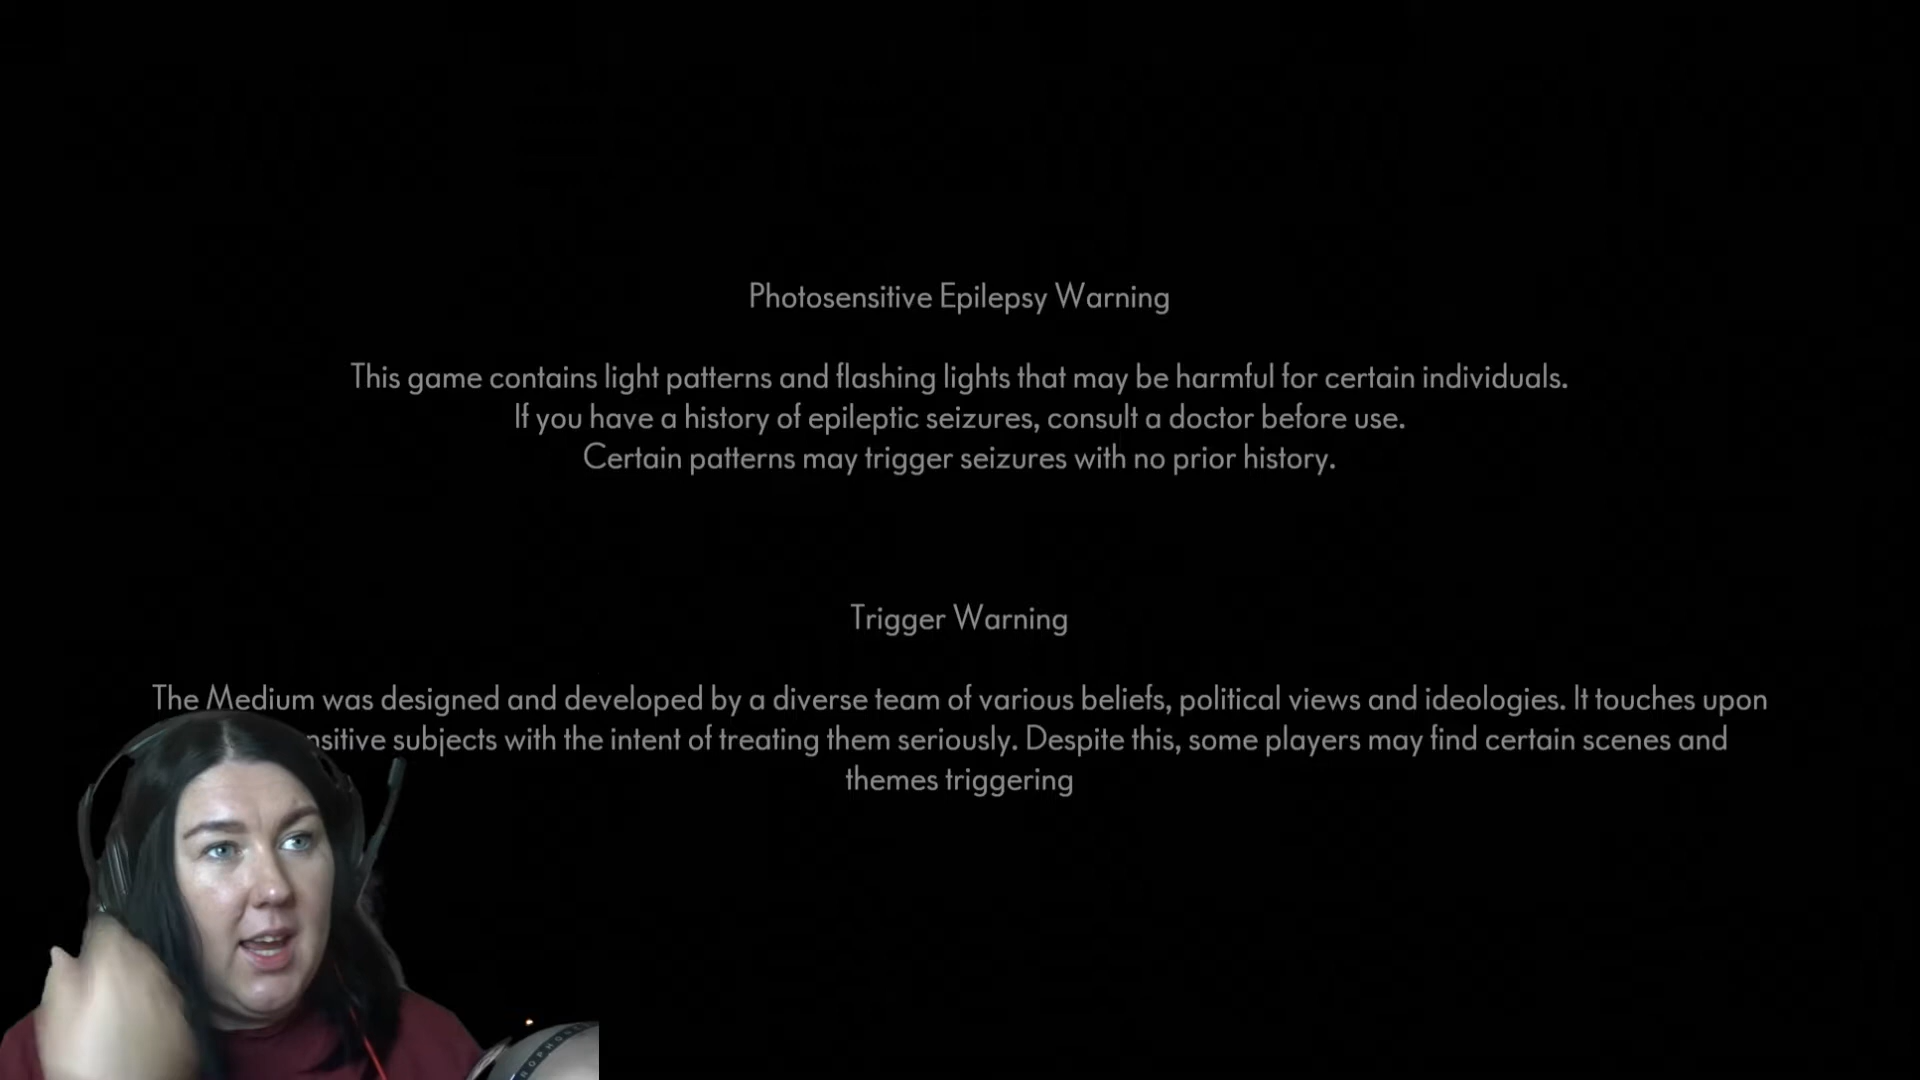 Photosensitive Epilepsy Warning
This game contains light patterns and flashing lights that may be harmful for certain individuals.
If you have a history of epileptic seizures, consult a doctor before use.
Certain patterns may trigger seizures with no prior history.
Trigger Warning
The Medium was designed and developed by a diverse team of various beliefs, political views and ideologies. It touches upon
subjects with the intent of treating them seriously. Despite this, some players may find certain scenes and
themes triggering